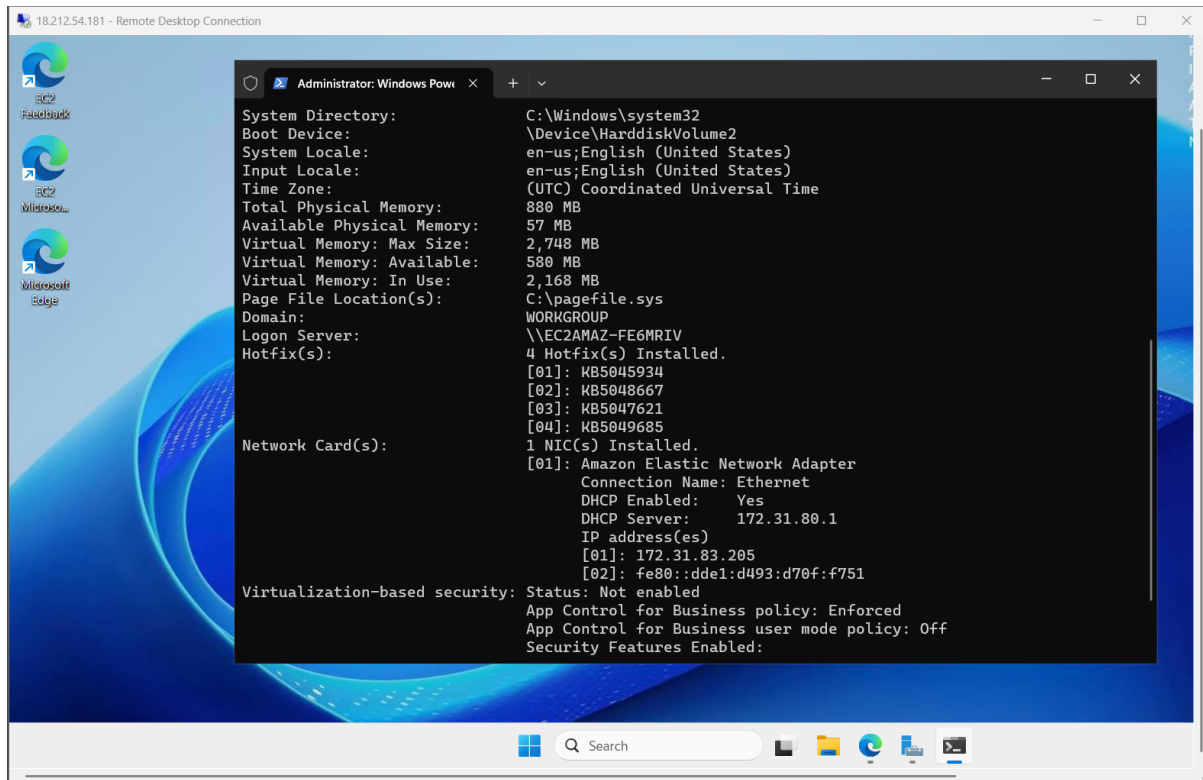 18.212.54.181 - Remote Desktop Connection
EC2
Feedback
EC2
Microso...
Microsoft
Edge
Administrator: Windows Powe
System Directory: C:\Windows\system32
Boot Device: \Device\HarddiskVolume2
System Locale: en-us;English (United States)
Input Locale: en-us;English (United States)
Time Zone: (UTC) Coordinated Universal Time
Total Physical Memory: 880 MB
Available Physical Memory: 57 MB
Virtual Memory: Max Size: 2,748 MB
Virtual Memory: Available: 580 MB
Virtual Memory: In Use: 2,168 MB
Page File Location(s): C:\pagefile.sys
Domain: WORKGROUP
Logon Server: \\EC2AMAZ-FE6MRIV
Hotfix(s): 4 Hotfix(s) Installed.
[01]: KB5045934
[02]: KB5048667
[03]: KB5047621
[04]: KB5049685
Network Card(s): 1 NIC(s) Installed.
[01]: Amazon Elastic Network Adapter
Connection Name: Ethernet
DHCP Enabled: Yes
DHCP Server: 172.31.80.1
IP address(es)
[01]: 172.31.83.205
[02]: fe80::dde1:d493:d70f:f751
Virtualization-based security: Status: Not enabled
App Control for Business policy: Enforced
App Control for Business user mode policy: Off
Security Features Enabled:
Search